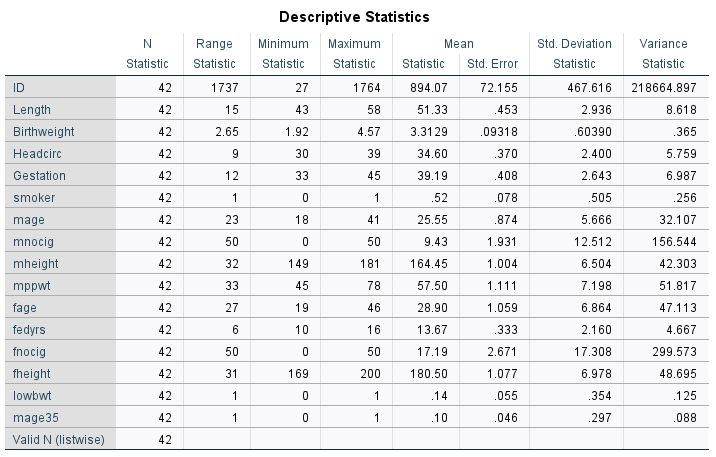 Descriptive Statistics
N Range Minimum Maximum Mean Std. Deviation Variance
Statistic Statistic Statistic Statistic Statistic Std. Error Statistic Statistic
ID 42 1737 27 1764 894.07 72.155 467.616 218664.897
Length 42 15 43 58 51.33 .453 2.936 8.618
Birthweight 42 2.65 1.92 4.57 3.3129 .09318 .60390 .365
Headcirc 42 9 30 39 34.60 .370 2.400 5.759
Gestation 42 12 33 45 39.19 .408 2.643 6.987
smoker 42 1 0 1 .52 .078 .505 .256
mage 42 23 18 41 25.55 .874 5.666 32.107
mnocig 42 50 0 50 9.43 1.931 12.512 156.544
mheight 42 32 149 181 164.45 1.004 6.504 42.303
mppwt 42 33 45 78 57.50 1.111 7.198 51.817
fage 42 27 19 46 28.90 1.059 6.864 47.113
fedyrs 42 6 10 16 13.67 .333 2.160 4.667
fnocig 42 50 0 50 17.19 2.671 17.308 299.573
fheight 42 31 169 200 180.50 1.077 6.978 48.695
lowbwt 42 1 0 1 .14 .055 .354 .125
mage35 42 1 0 1 .10 .046 .297 .088
Valid N (listwise) 42